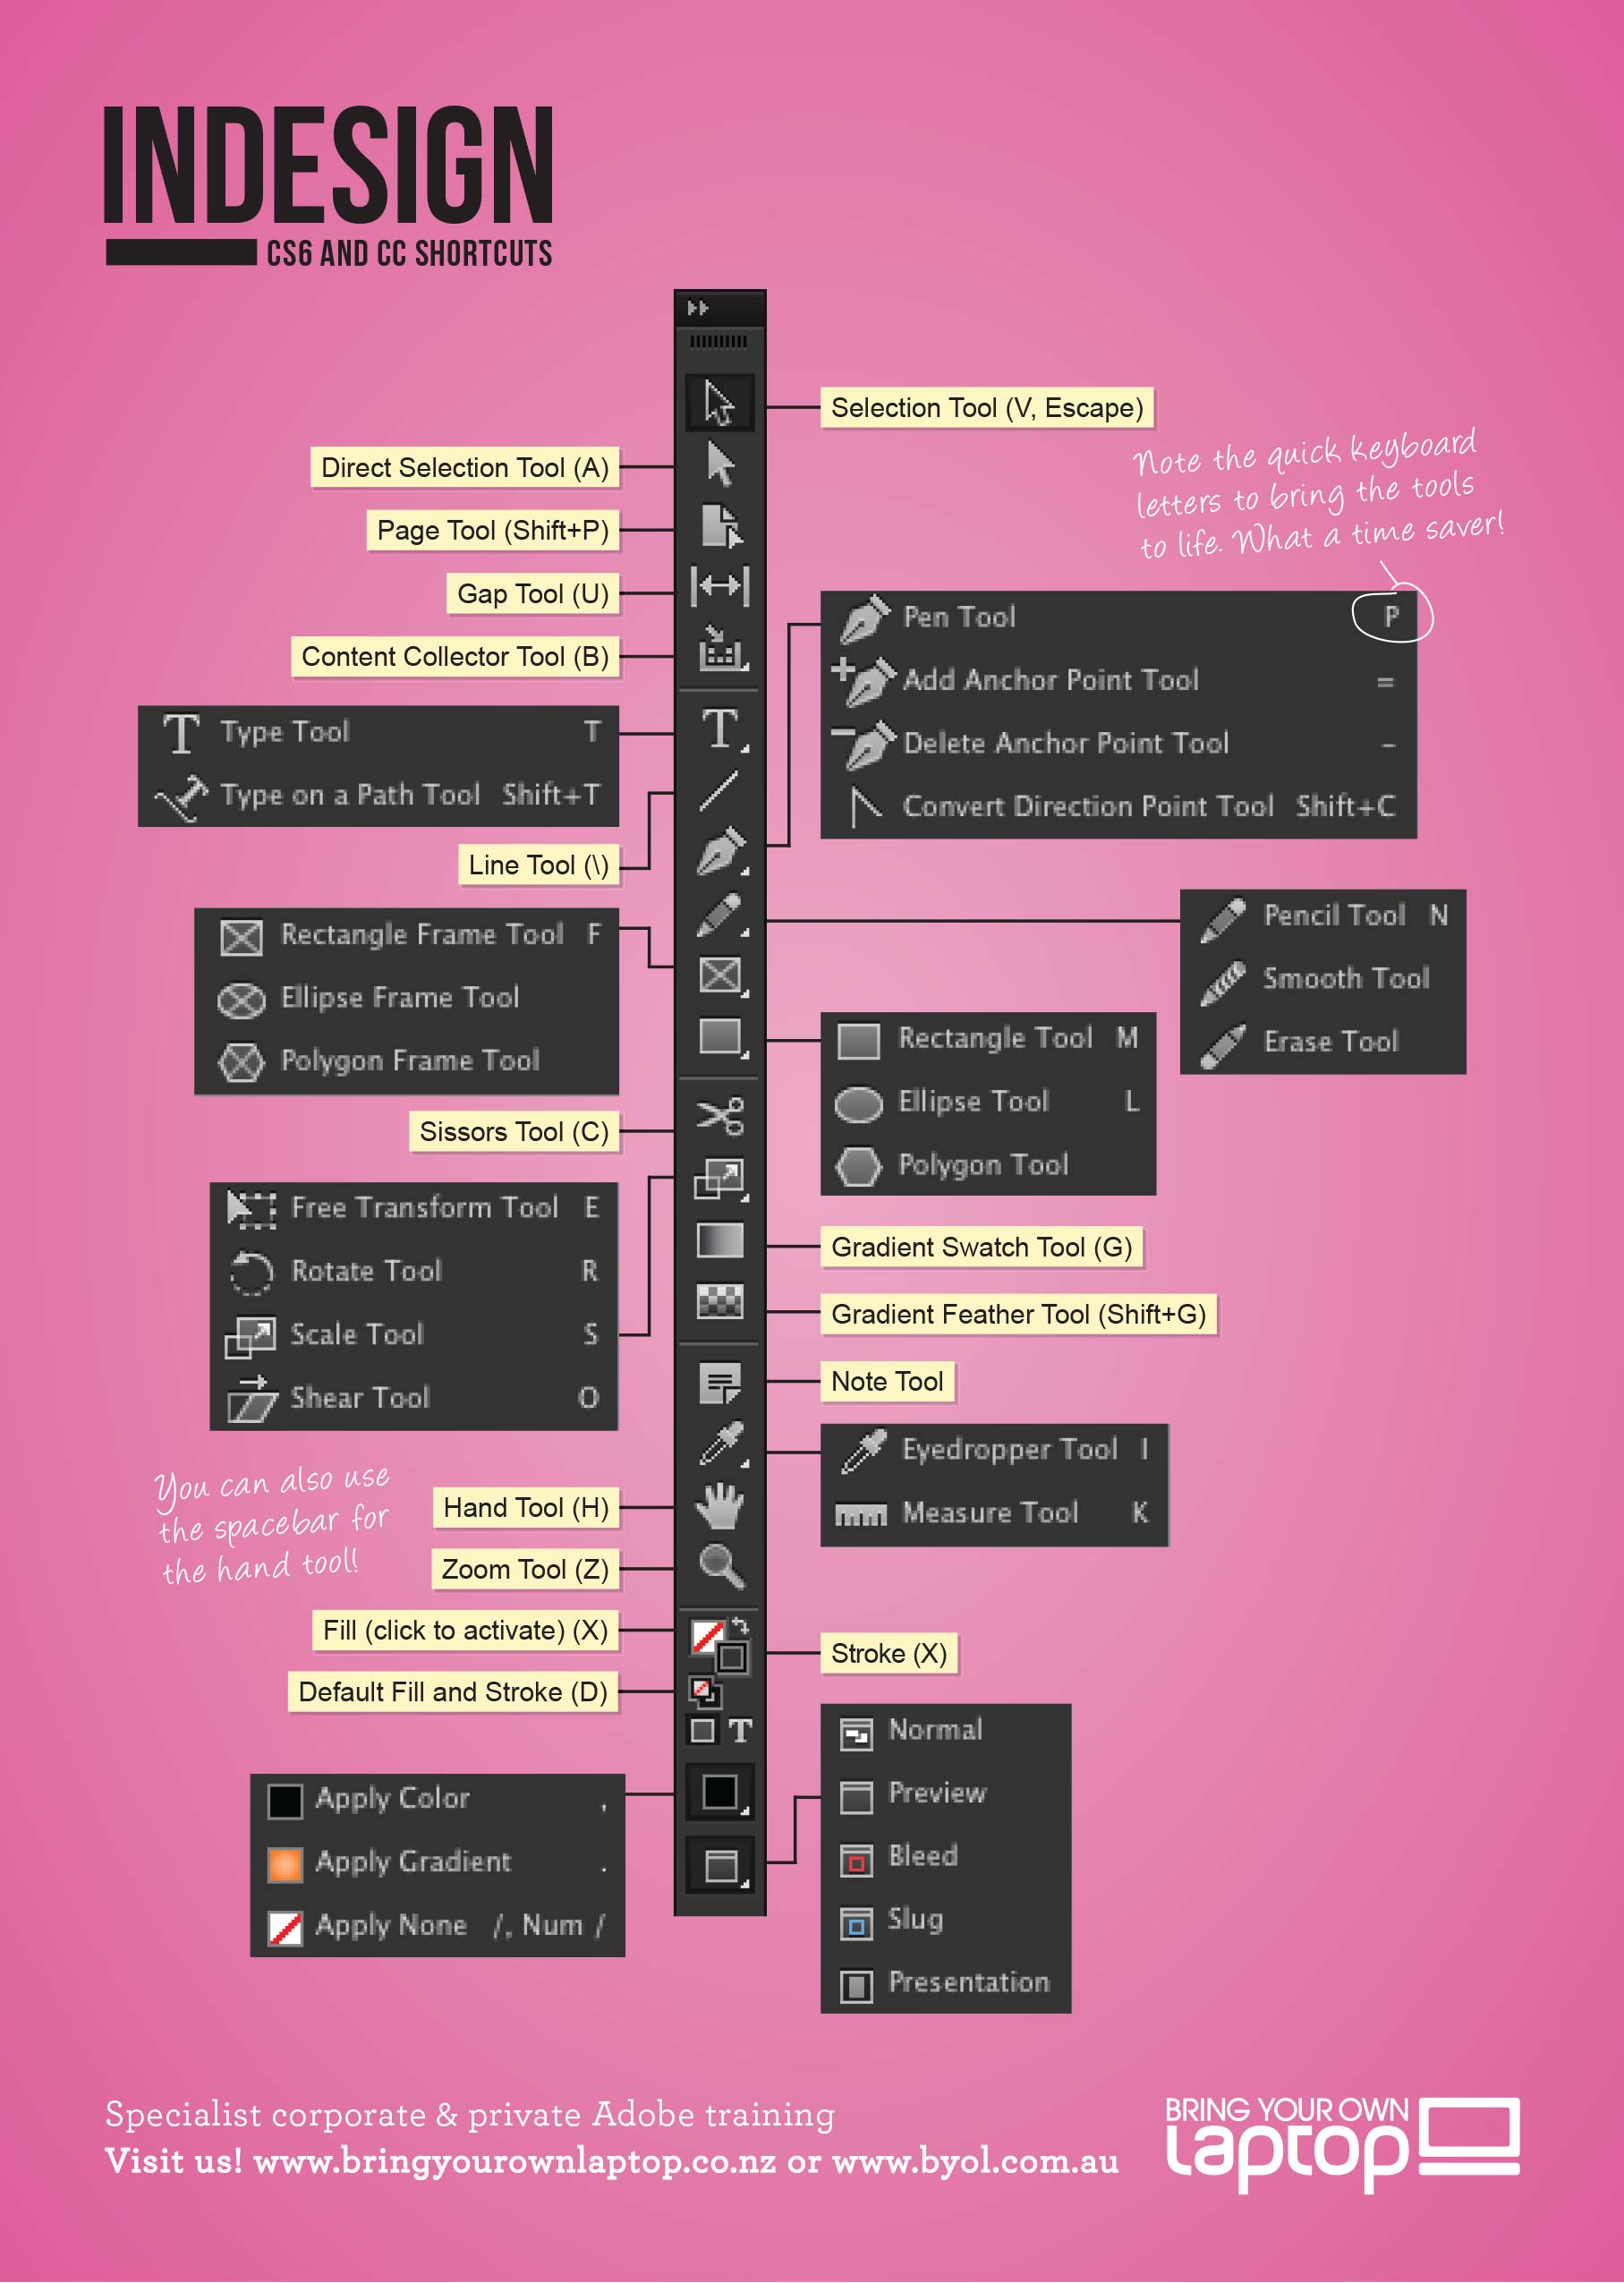 INDESIGN
CS6 AND CC SHORTCUTS
Selection Tool (V, Escape)
Direct Selection Tool (A)
Page Tool (Shift+P)
Gap Tool (U)
Content Collector Tool (B)
Note the quick keyboard
letters to bring the tools
to life. What a time saver!
Pen Tool P
Add Anchor Point Tool =
Delete Anchor Point Tool -
Convert Direction Point Tool Shift+C
Type Tool T
Type on a Path Tool Shift+T
Line Tool (\)
Pencil Tool N
Smooth Tool
Erase Tool
Rectangle Frame Tool F
Ellipse Frame Tool
Polygon Frame Tool
Rectangle Tool M
Ellipse Tool L
Polygon Tool
Sissors Tool (C)
Free Transform Tool E
Rotate Tool R
Scale Tool S
Shear Tool O
Gradient Swatch Tool (G)
Gradient Feather Tool (Shift+G)
Note Tool
Eyedropper Tool I
Measure Tool K
You can also use
the spacebar for
the hand tool!
Hand Tool (H)
Zoom Tool (Z)
Fill (click to activate) (X)
Stroke (X)
Default Fill and Stroke (D)
Apply Color ,
Apply Gradient .
Apply None /, Num /
Normal
Preview
Bleed
Slug
Presentation
Specialist corporate & private Adobe training
Visit us! www.bringyourownlaptop.co.nz or www.byol.com.au
BRING YOUR OWN
Laptop